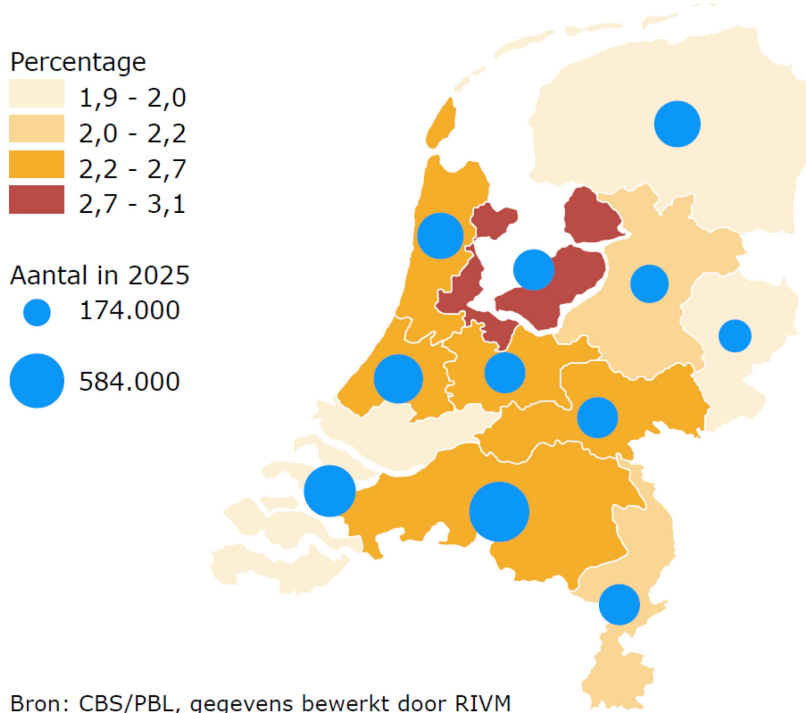 Percentage
1,9 - 2,0
2,0 - 2,2
2,2 - 2,7
2,7 - 3,1
Aantal in 2025
174.000
584.000
Bron: CBS/PBL, gegevens bewerkt door RIVM